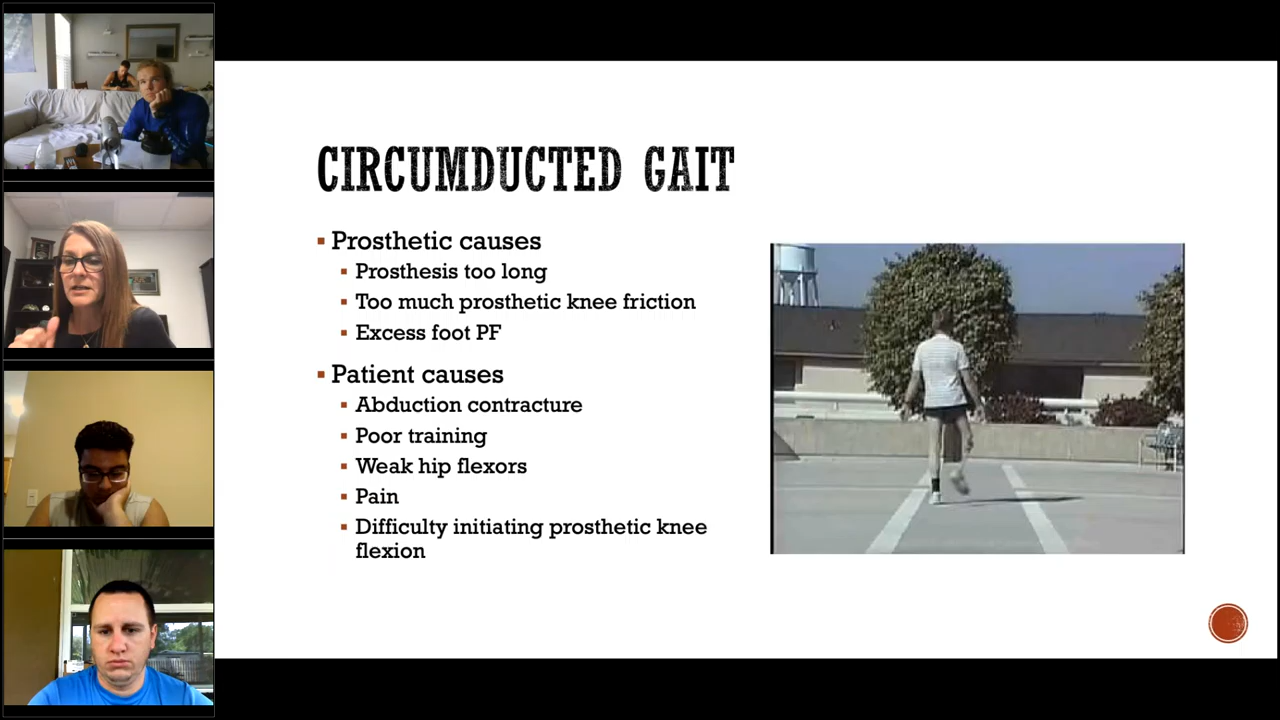 CIRCUMDUCTED GAIT
Prosthetic causes
Prosthesis too long
Too much prosthetic knee friction
Excess foot PF
Patient causes
Abduction contracture
Poor training
Weak hip flexors
Pain
Difficulty initiating prosthetic knee
flexion